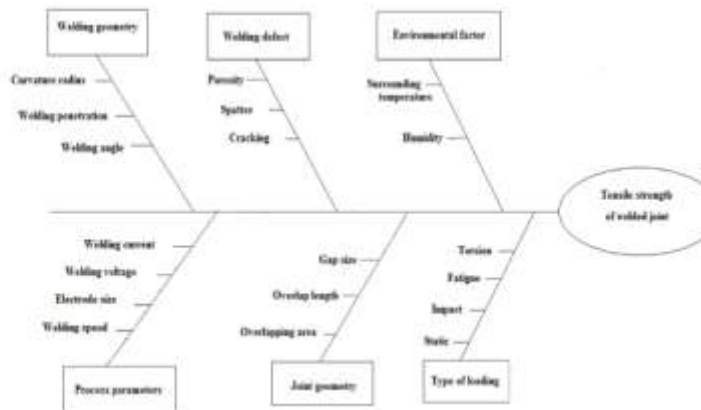 Welding geometry
Welding defect
Environmental factor
Curvature radius
Welding penetration
Welding angle
Porosity
Spatter
Cracking
Surrounding
temperature
Humidity
Tensile strength
of welded joint
Welding current
Welding voltage
Electrode size
Welding speed
Gap size
Overlap length
Overlapping area
Torsion
Fatigue
Impact
Static
Process parameters
Joint geometry
Type of loading